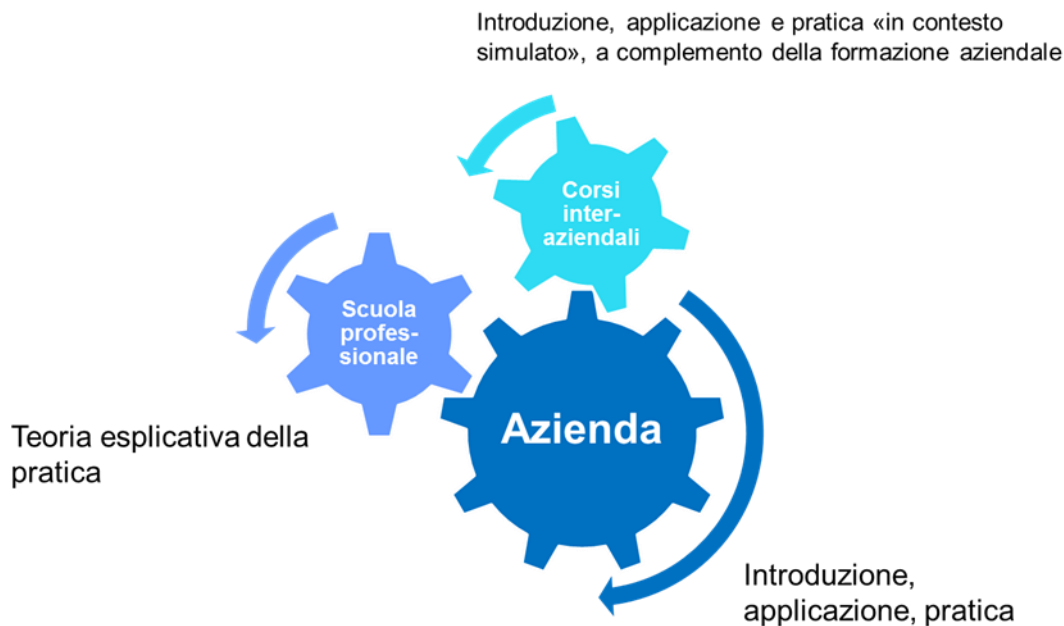 Introduzione, applicazione e pratica «in contesto
simulato», a complemento della formazione aziendale
Corsi
inter-
aziendali
Scuola
profes-
sionale
Azienda
Teoria esplicativa della
pratica
Introduzione,
applicazione, pratica